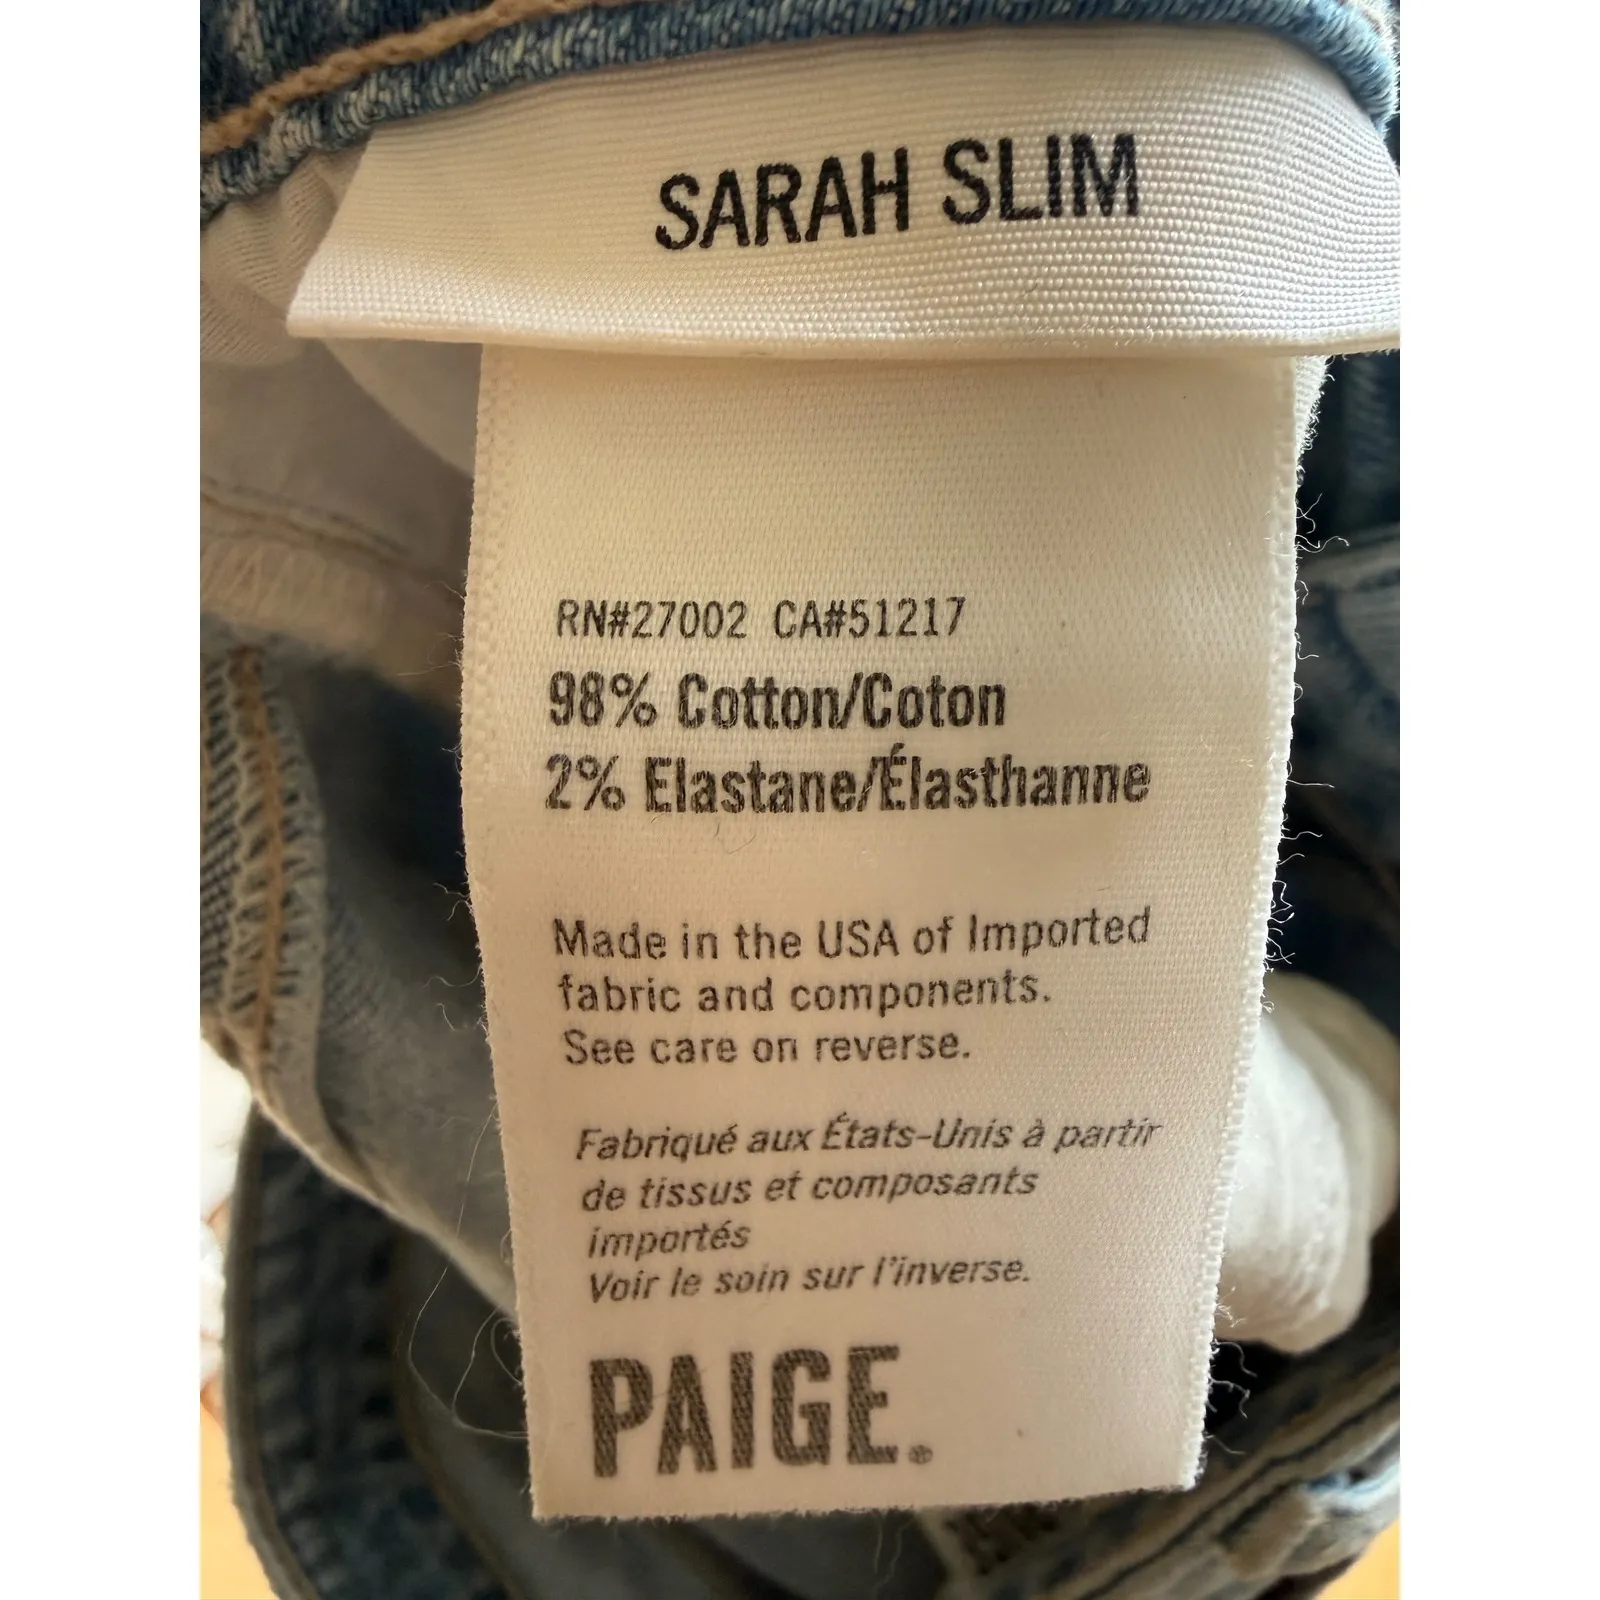 SARAH SLIM
RN#27002 CA#51217
98% Cotton/Coton
2% Elastane/Élasthanne
Made in the USA of Imported
fabric and components.
See care on reverse.
Fabriqué aux États-Unis à partir
de tissus et composants
importés
Voir le soin sur l'inverse.
PAIGE®